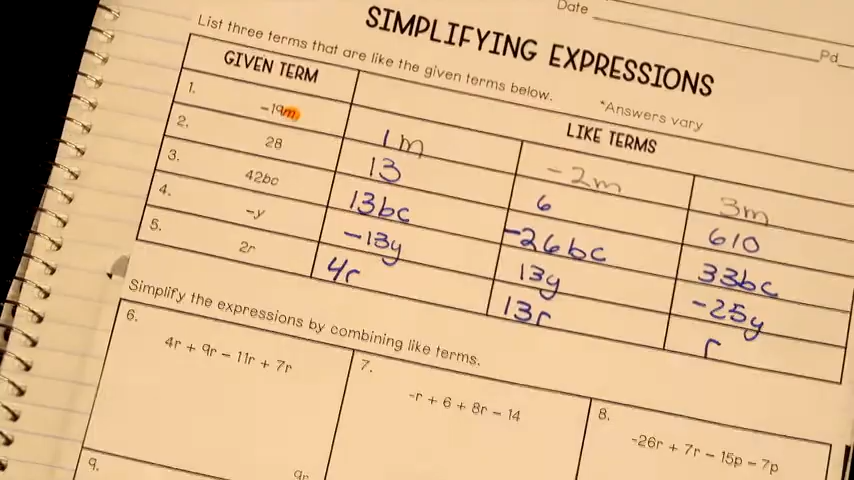 Date
Pd
SIMPLIFYING EXPRESSIONS
List three terms that are like the given terms below.
*Answers vary
GIVEN TERM
LIKE TERMS
1. -19m 1m -2m 3m
2. 28 13 6 610
3. 42bc 13bc -26bc 33bc
4. -y -13y 13y -25y
5. 2r 4r 13r r
Simplify the expressions by combining like terms.
6. 4r + 9r - 11r + 7r
7. -r + 6 + 8r - 14
8. -26r + 7r - 15p - 7p
9.
9r